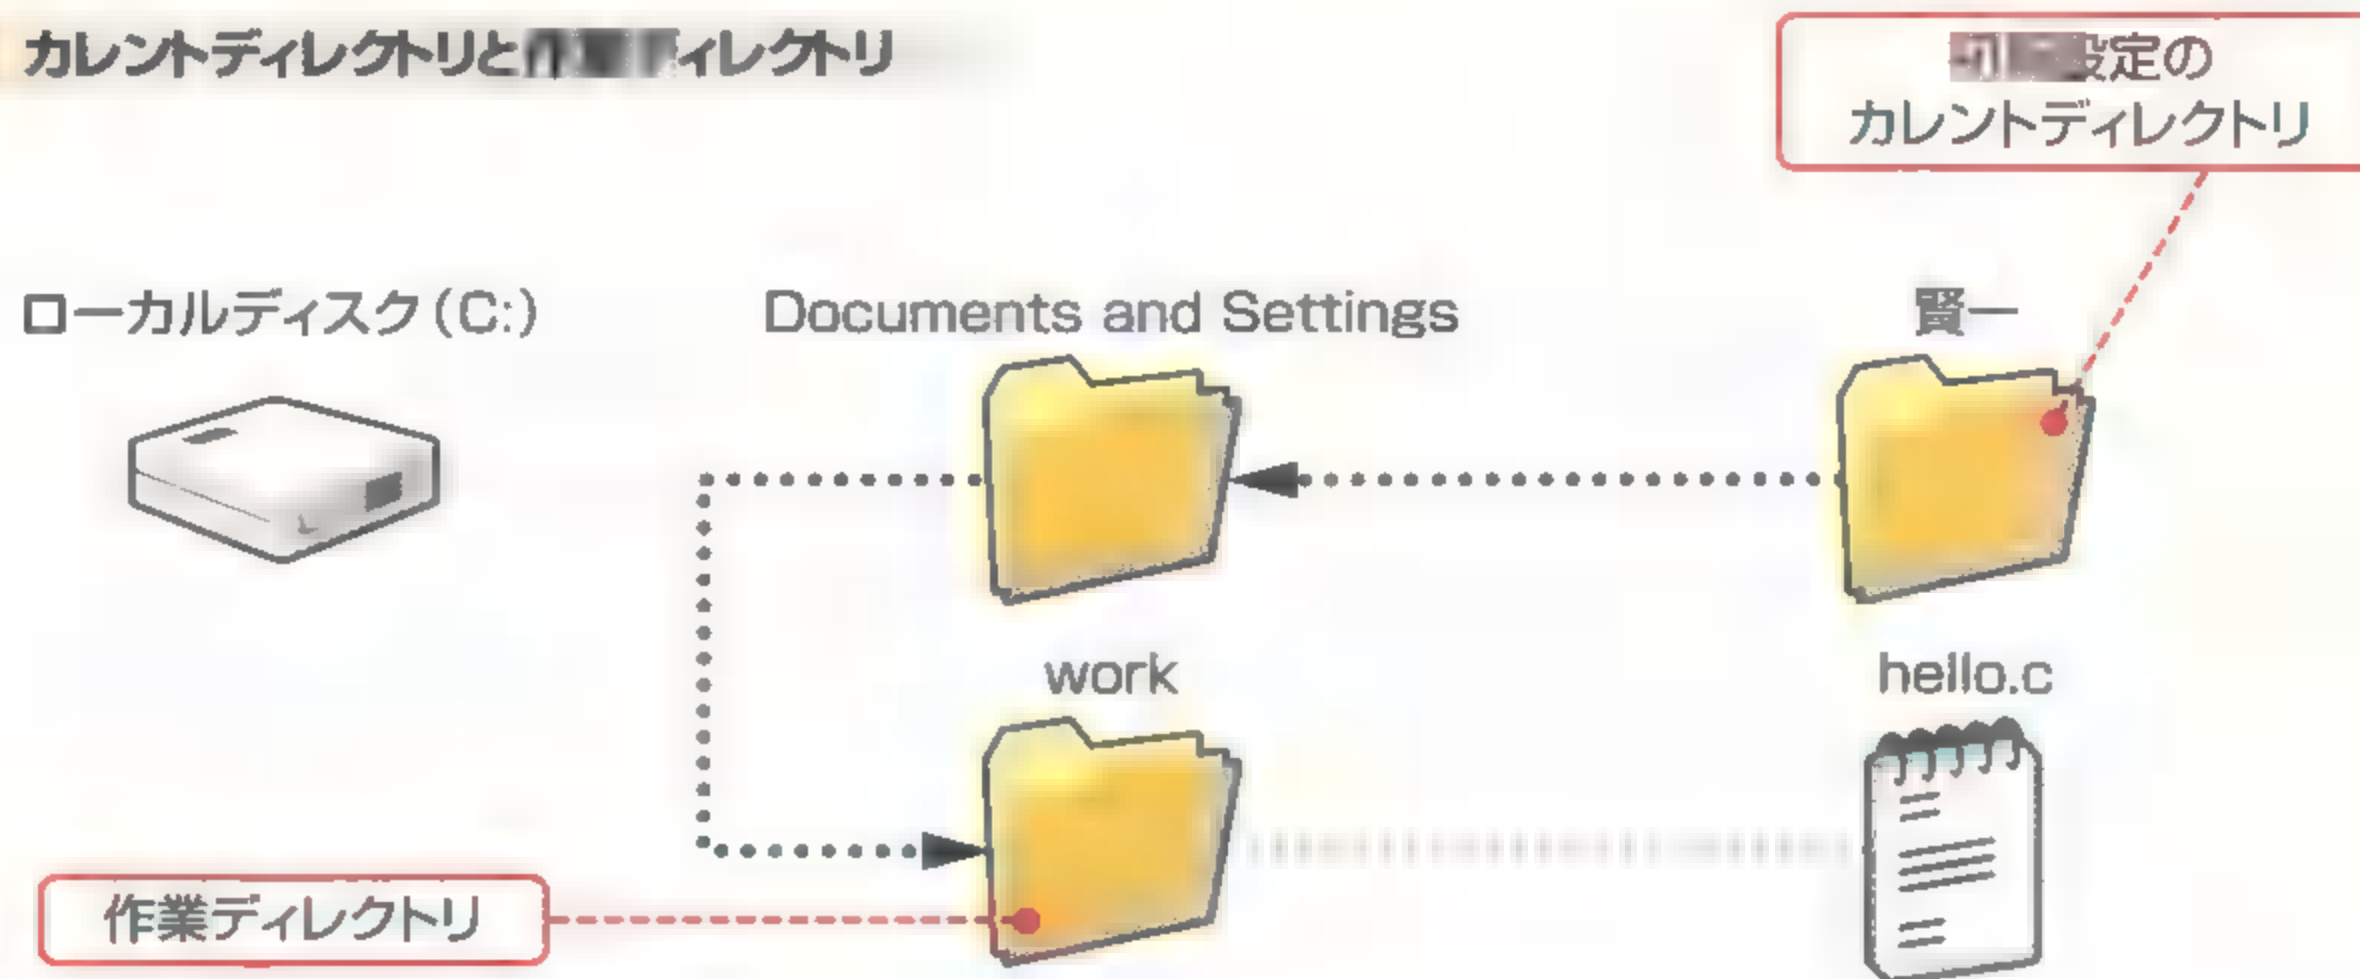 カレントディレクトリと ディレクトリ
設定の
カレントディレクトリ
ローカルディスク(C:)
Documents and Settings
賢一
work
hello.c
作業ディレクトリ